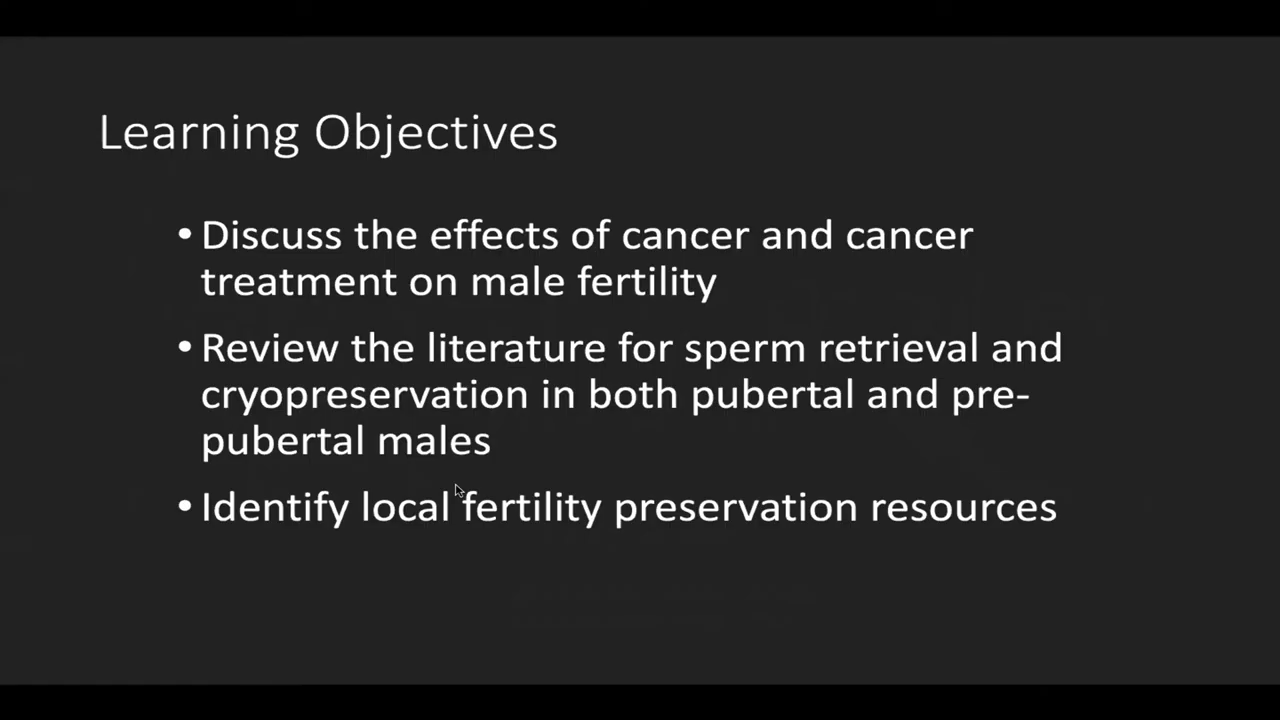 Learning Objectives
• Discuss the effects of cancer and cancer
treatment on male fertility
• Review the literature for sperm retrieval and
cryopreservation in both pubertal and pre-
pubertal males
• Identify local fertility preservation resources